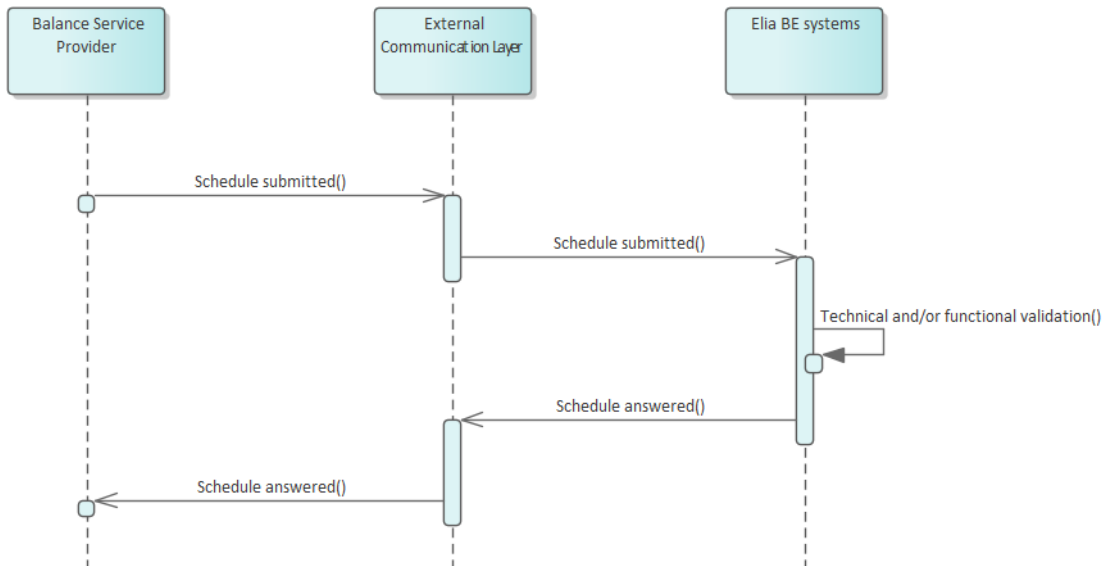 Balance Service
Provider
External
Communication Layer
Elia BE systems
Schedule submitted()
Schedule submitted()
Technical and/or functional validation()
Schedule answered()
Schedule answered()